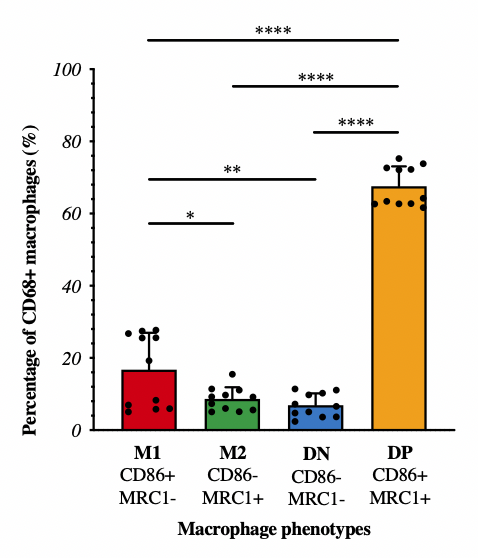 ****
****
****
**
*
100
80
60
40
20
0
Percentage of CD68+ macrophages (%)
M1 M2 DN DP
CD86+ CD86- CD86- CD86+
MRC1- MRC1+ MRC1- MRC1+
Macrophage phenotypes